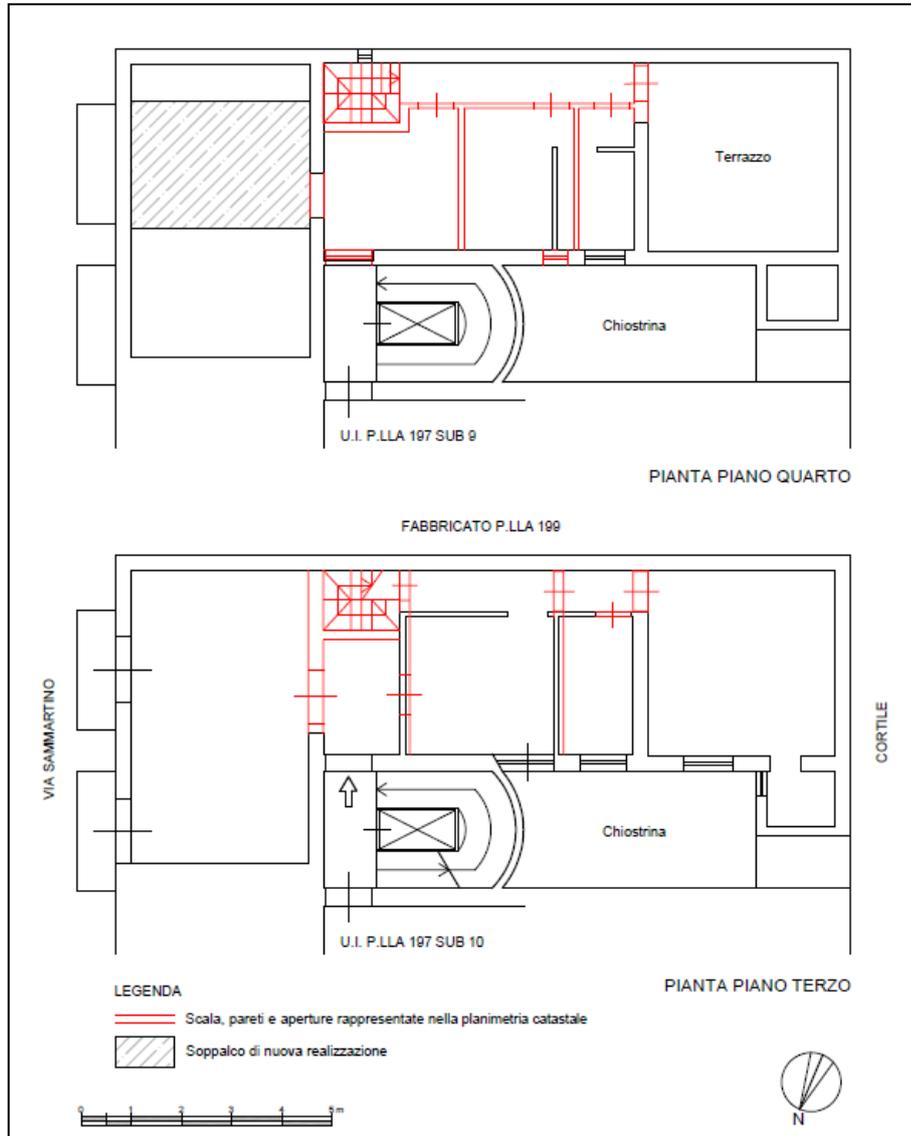 Terrazzo
Chiostrina
U.I. P.LLA 197 SUB 9
PIANTA PIANO QUARTO
FABBRICATO P.LLA 199
VIA SAMMARTINO
CORTILE
Chiostrina
U.I. P.LLA 197 SUB 10
PIANTA PIANO TERZO
LEGENDA
Scala, pareti e aperture rappresentate nella planimetria catastale
Soppalco di nuova realizzazione
0 1 2 3 4 5m
N